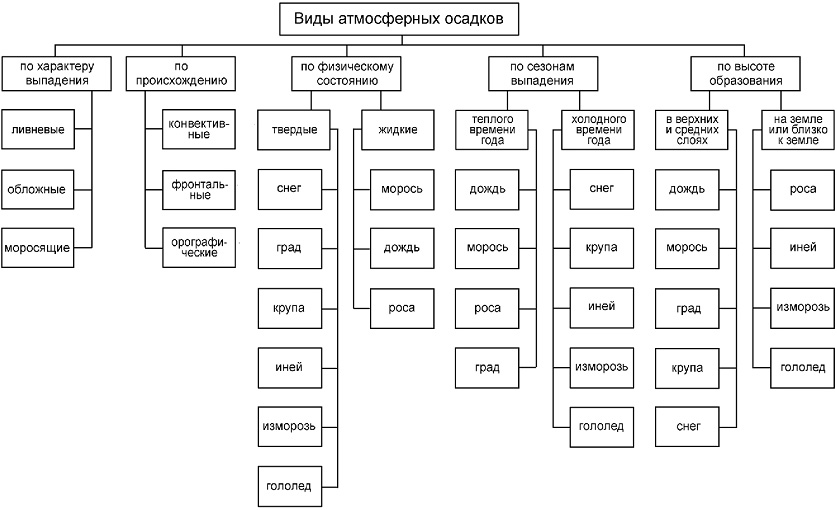 Виды атмосферных осадков
по характеру
выпадения
по
происхождению
по физическому
состоянию
по сезонам
выпадения
по высоте
образования
ливневые
обложные
моросящие
конвектив-
ные
фронталь-
ные
орографи-
ческие
твердые
снег
град
крупа
иней
изморозь
гололед
жидкие
морось
дождь
роса
теплого
времени
года
дождь
морось
роса
град
холодного
времени
года
снег
крупа
иней
изморозь
гололед
в верхних
и средних
слоях
дождь
морось
град
крупа
снег
на земле
или близко
к земле
роса
иней
изморозь
гололед